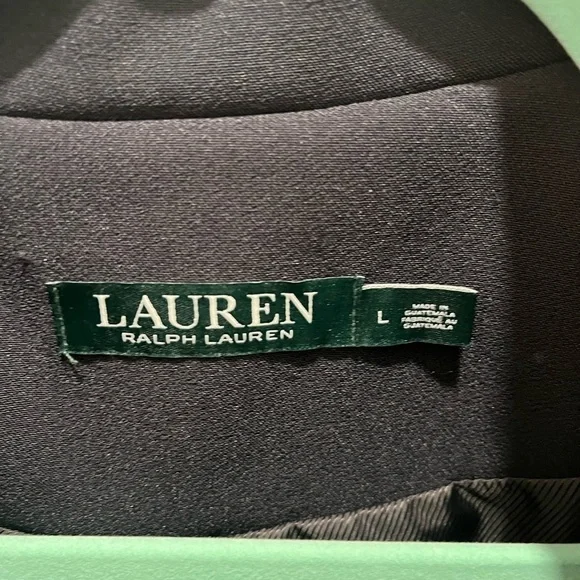 LAUREN
RALPH LAUREN
L
MADE IN
GUATEMALA
FABRIQUÉ AU
GUATEMALA